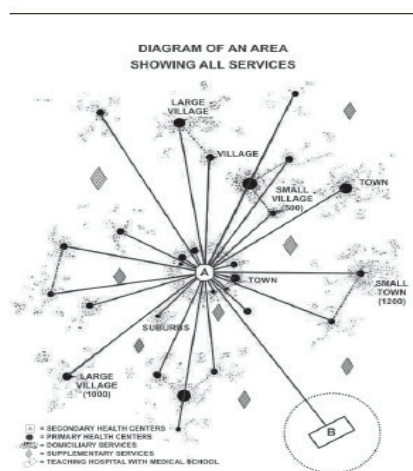 DIAGRAM OF AN AREA
SHOWING ALL SERVICES
LARGE
VILLAGE
VILLAGE
TOWN
SMALL
VILLAGE
(500)
A
TOWN
SMALL
TOWN
(1200)
SUBURBS
LARGE
VILLAGE
(1000)
B
A = SECONDARY HEALTH CENTERS
= PRIMARY HEALTH CENTERS
= DOMICILIARY SERVICES
= SUPPLEMENTARY SERVICES
= TEACHING HOSPITAL WITH MEDICAL SCHOOL